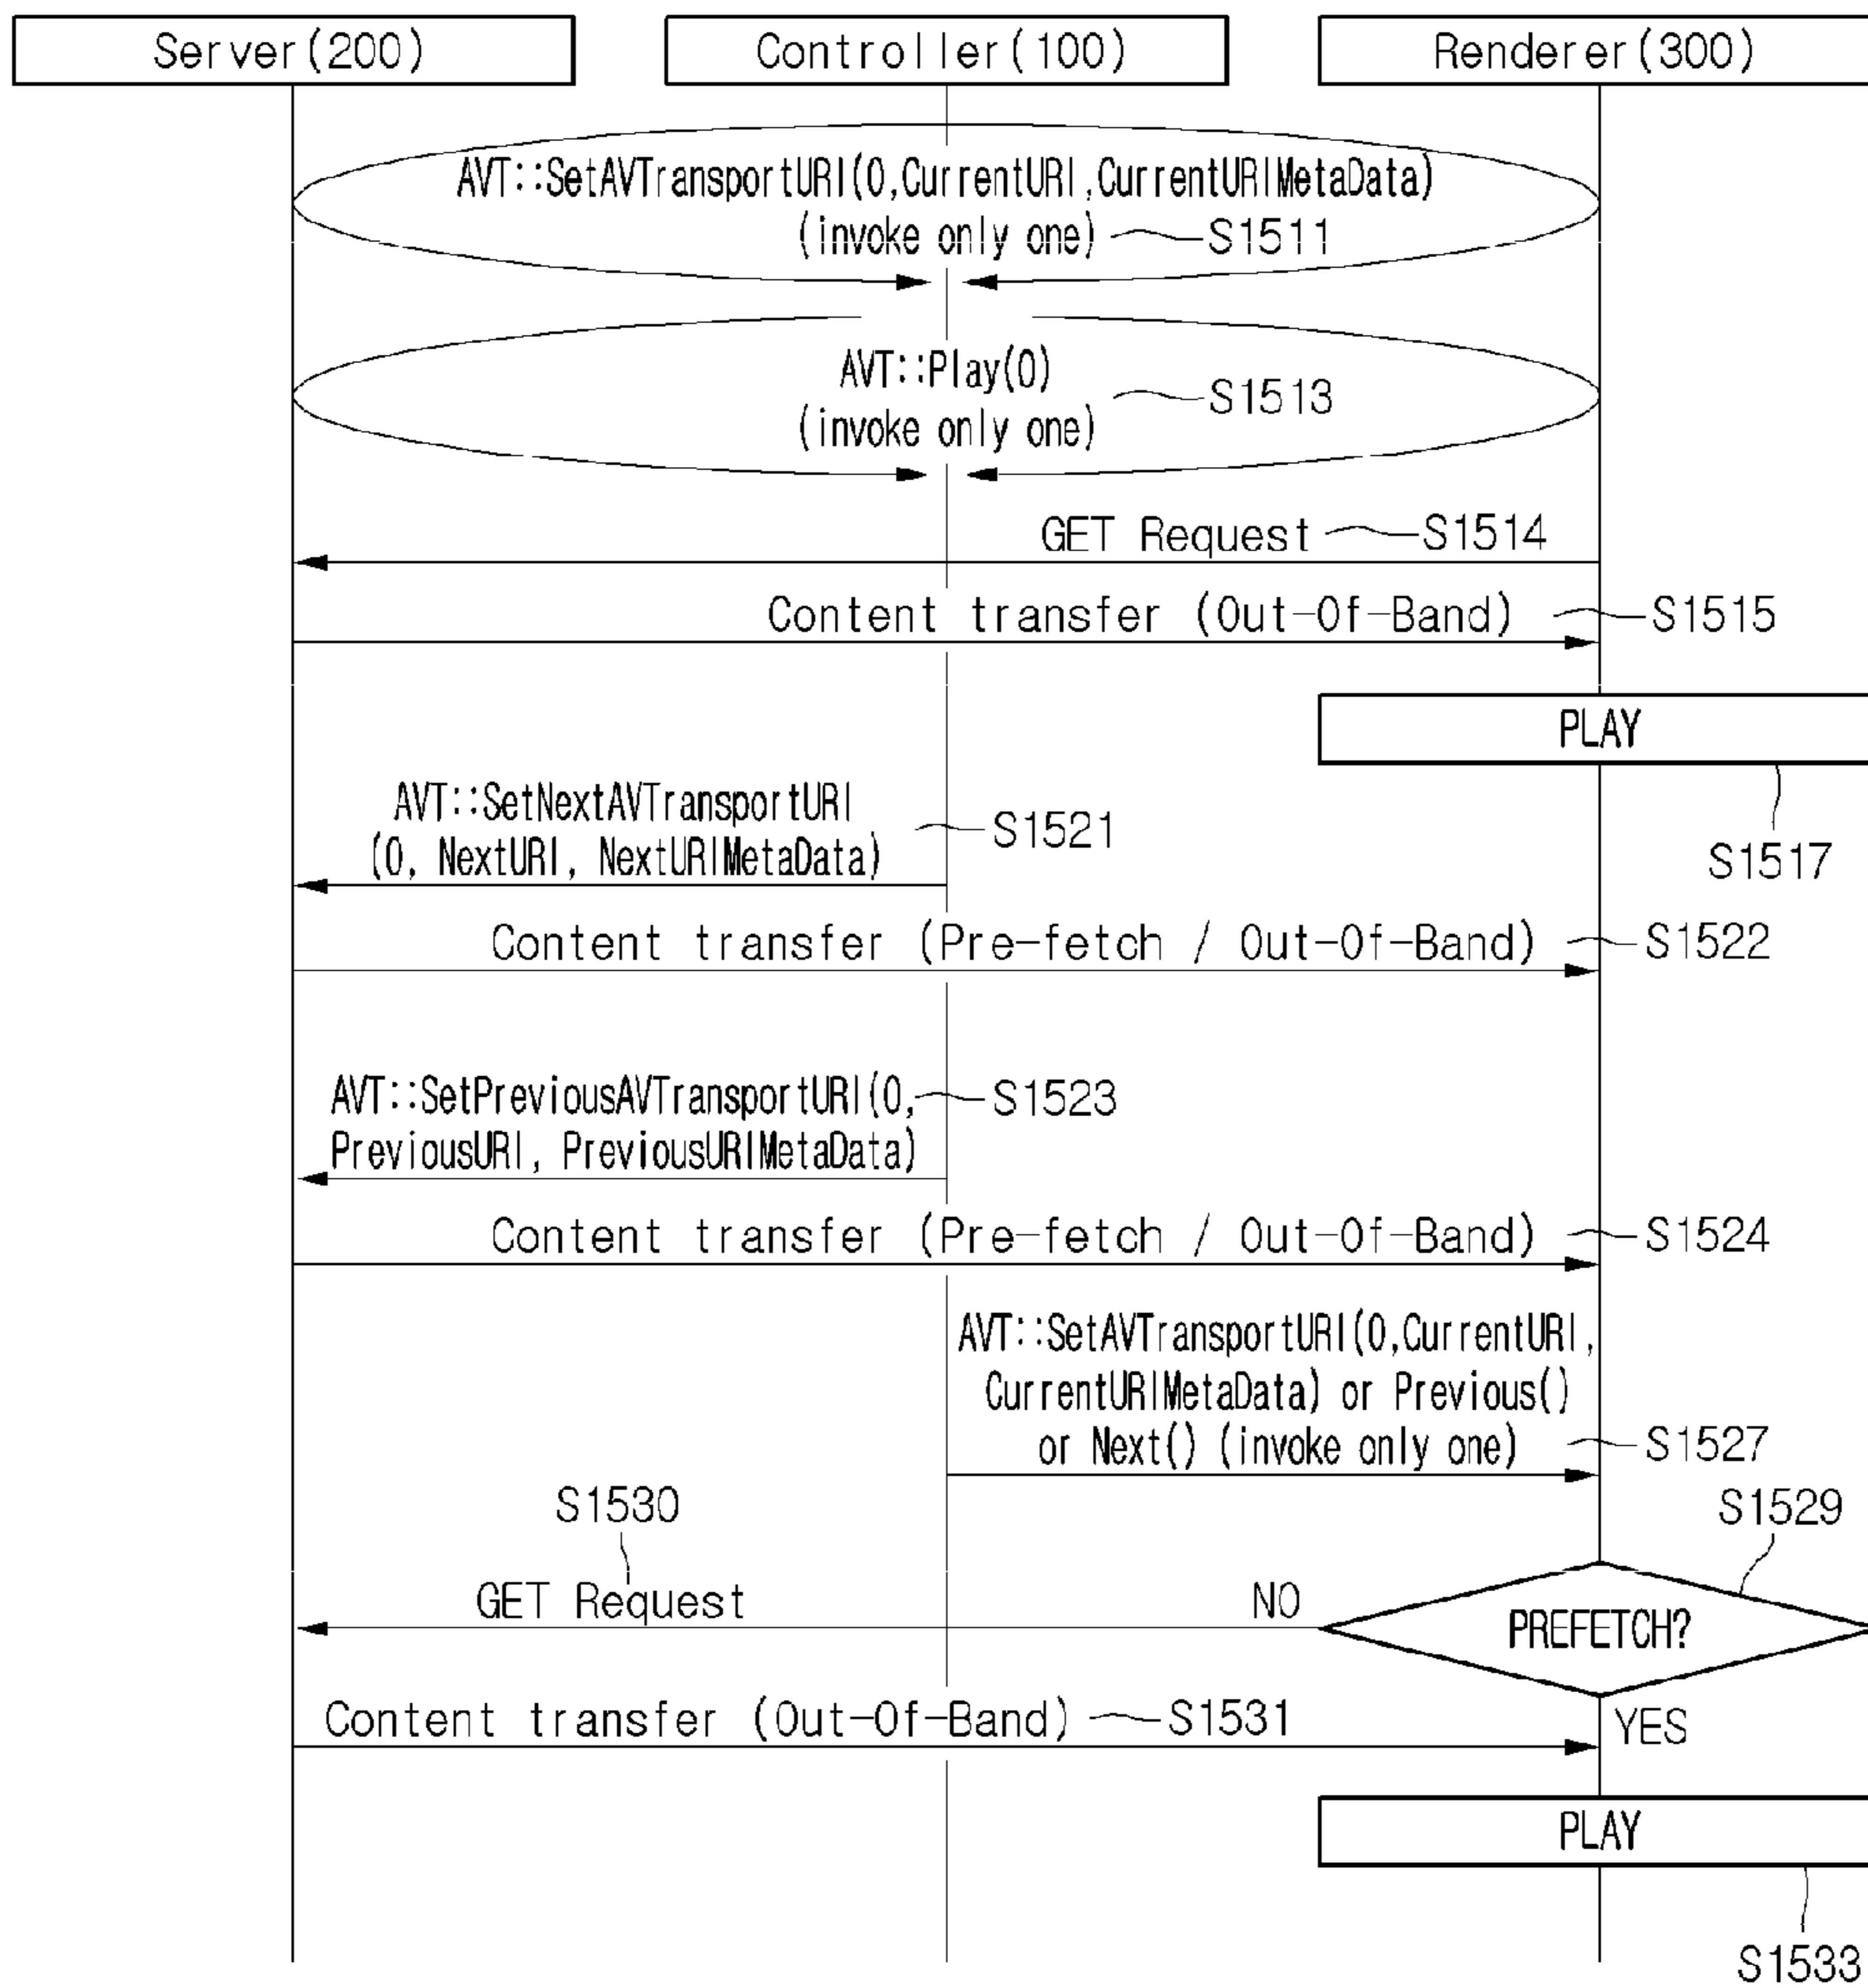 Server(200)
Controller(100)
Renderer(300)
AVT::SetAVTransportURI(0,CurrentURI,CurrentURIMetaData)
(invoke only one)
S1511
AVT::Play(0)
(invoke only one)
S1513
GET Request
S1514
Content transfer (Out-Of-Band)
S1515
PLAY
S1517
AVT::SetNextAVTransportURI
(0, NextURI, NextURIMetaData)
S1521
Content transfer (Pre-fetch / Out-Of-Band)
S1522
AVT::SetPreviousAVTransportURI(0,
PreviousURI, PreviousURIMetaData)
S1523
Content transfer (Pre-fetch / Out-Of-Band)
S1524
AVT::SetAVTransportURI(0,CurrentURI,
CurrentURIMetaData) or Previous()
or Next() (invoke only one)
S1527
S1529
S1530
GET Request
NO
PREFETCH?
Content transfer (Out-Of-Band)
S1531
YES
PLAY
S1533